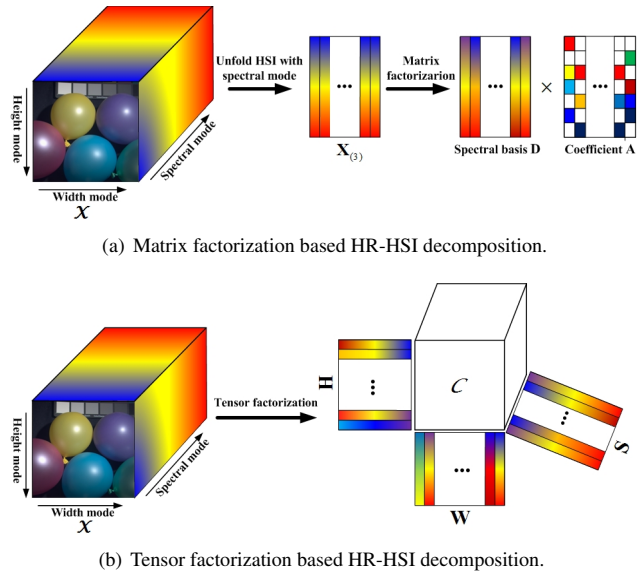 Height mode
Width mode
Spectral mode
X
Unfold HSI with
spectral mode
•••
X(3)
Matrix
factorizarion
•••
Spectral basis D
×
•••
Coefficient A
(a) Matrix factorization based HR-HSI decomposition.
Height mode
Width mode
Spectral mode
X
Tensor factorization
H
•••
C
•••
W
•••
S
(b) Tensor factorization based HR-HSI decomposition.